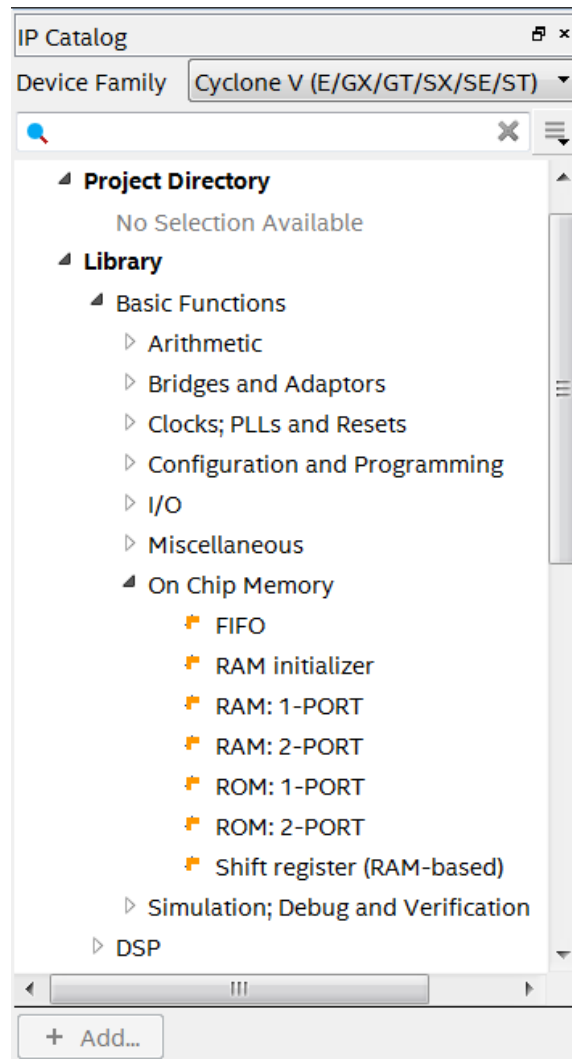 IP Catalog
Device Family Cyclone V (E/GX/GT/SX/SE/ST)
Project Directory
No Selection Available
Library
Basic Functions
Arithmetic
Bridges and Adaptors
Clocks; PLLs and Resets
Configuration and Programming
I/O
Miscellaneous
On Chip Memory
FIFO
RAM initializer
RAM: 1-PORT
RAM: 2-PORT
ROM: 1-PORT
ROM: 2-PORT
Shift register (RAM-based)
Simulation; Debug and Verification
DSP
+ Add...